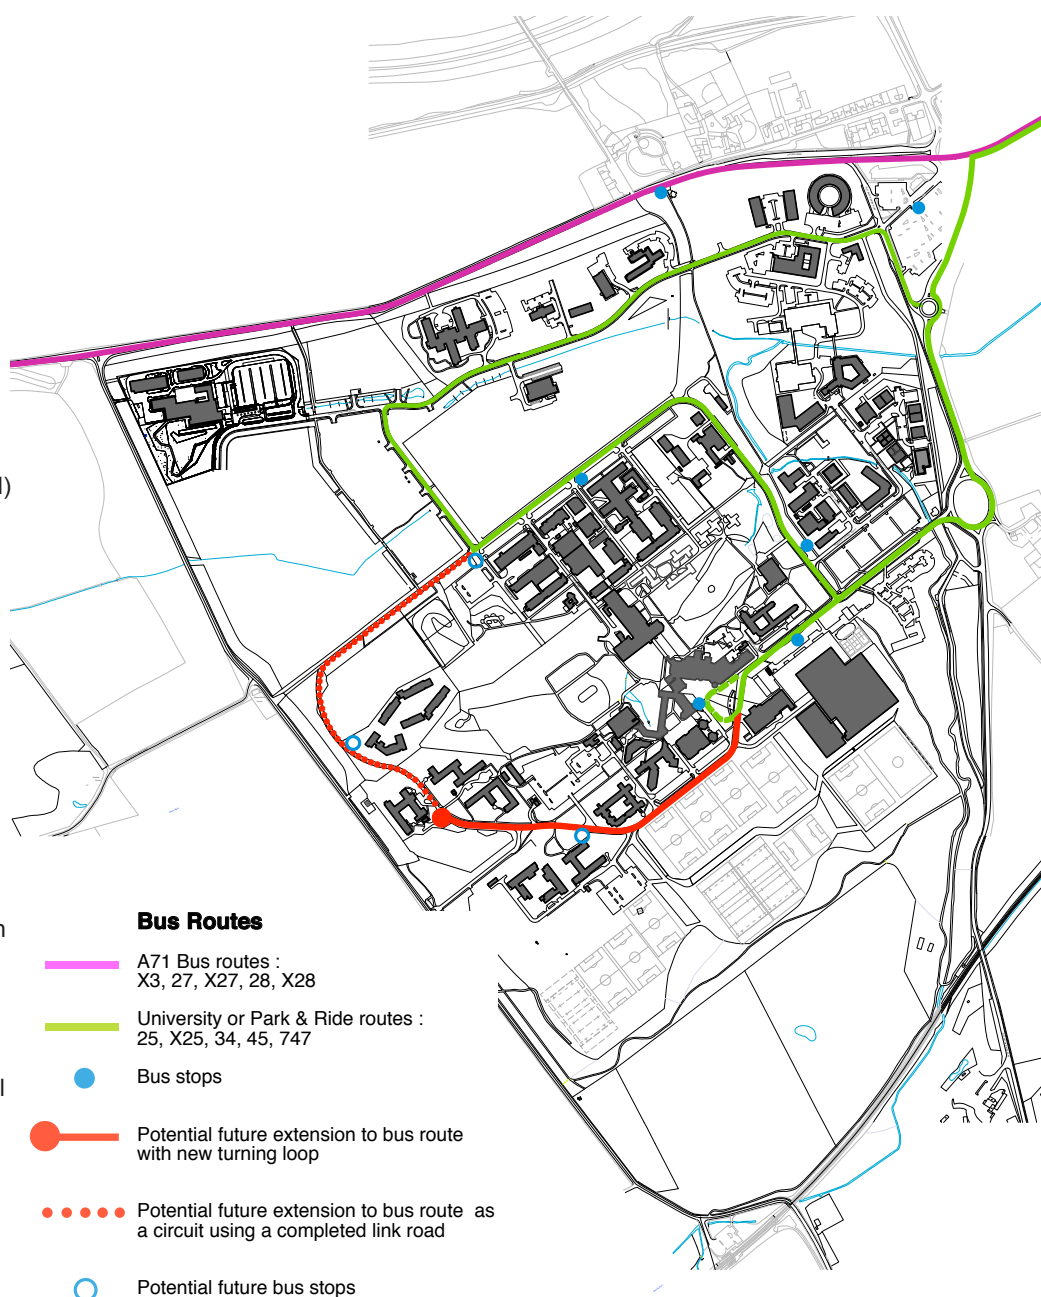 l)
n
Bus Routes
A71 Bus routes :
X3, 27, X27, 28, X28
University or Park & Ride routes :
25, X25, 34, 45, 747
Bus stops
l
Potential future extension to bus route
with new turning loop
Potential future extension to bus route as
a circuit using a completed link road
Potential future bus stops